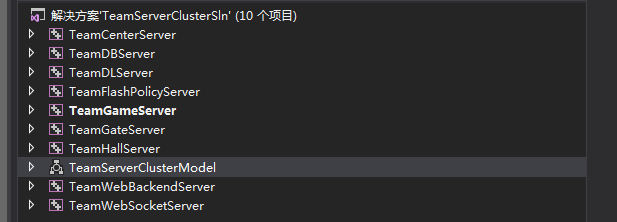 解决方案'TeamServerClusterSln' (10 个项目)
TeamCenterServer
TeamDBServer
TeamDLServer
TeamFlashPolicyServer
TeamGameServer
TeamGateServer
TeamHallServer
TeamServerClusterModel
TeamWebBackendServer
TeamWebSocketServer